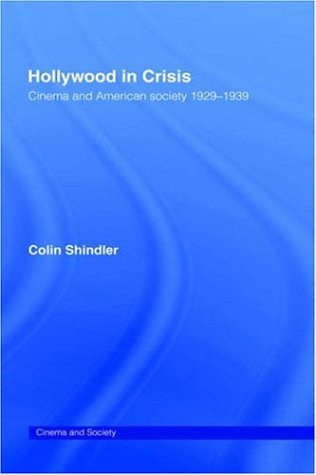 Hollywood in Crisis
Cinema and American society 1929–1939
Colin Shindler
Cinema and Society